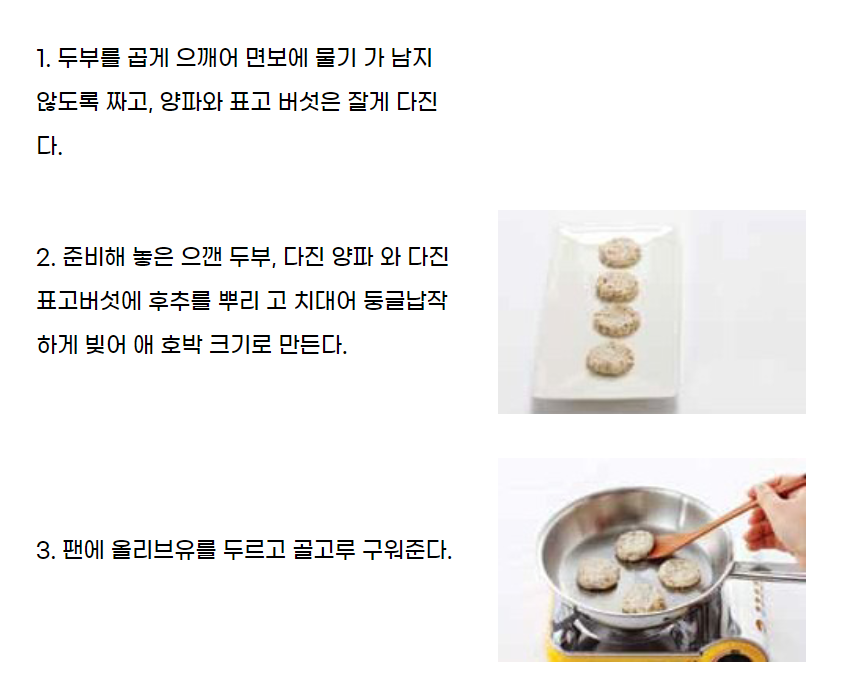 1. 두부를 곱게 으깨어 면보에 물기 가 남지
않도록 짜고, 양파와 표고 버섯은 잘게 다진
다.
2. 준비해 놓은 으깬 두부, 다진 양파 와 다진
표고버섯에 후추를 뿌리 고 치대어 둥글납작
하게 빚어 애 호박 크기로 만든다.
3. 팬에 올리브유를 두르고 골고루 구워준다.